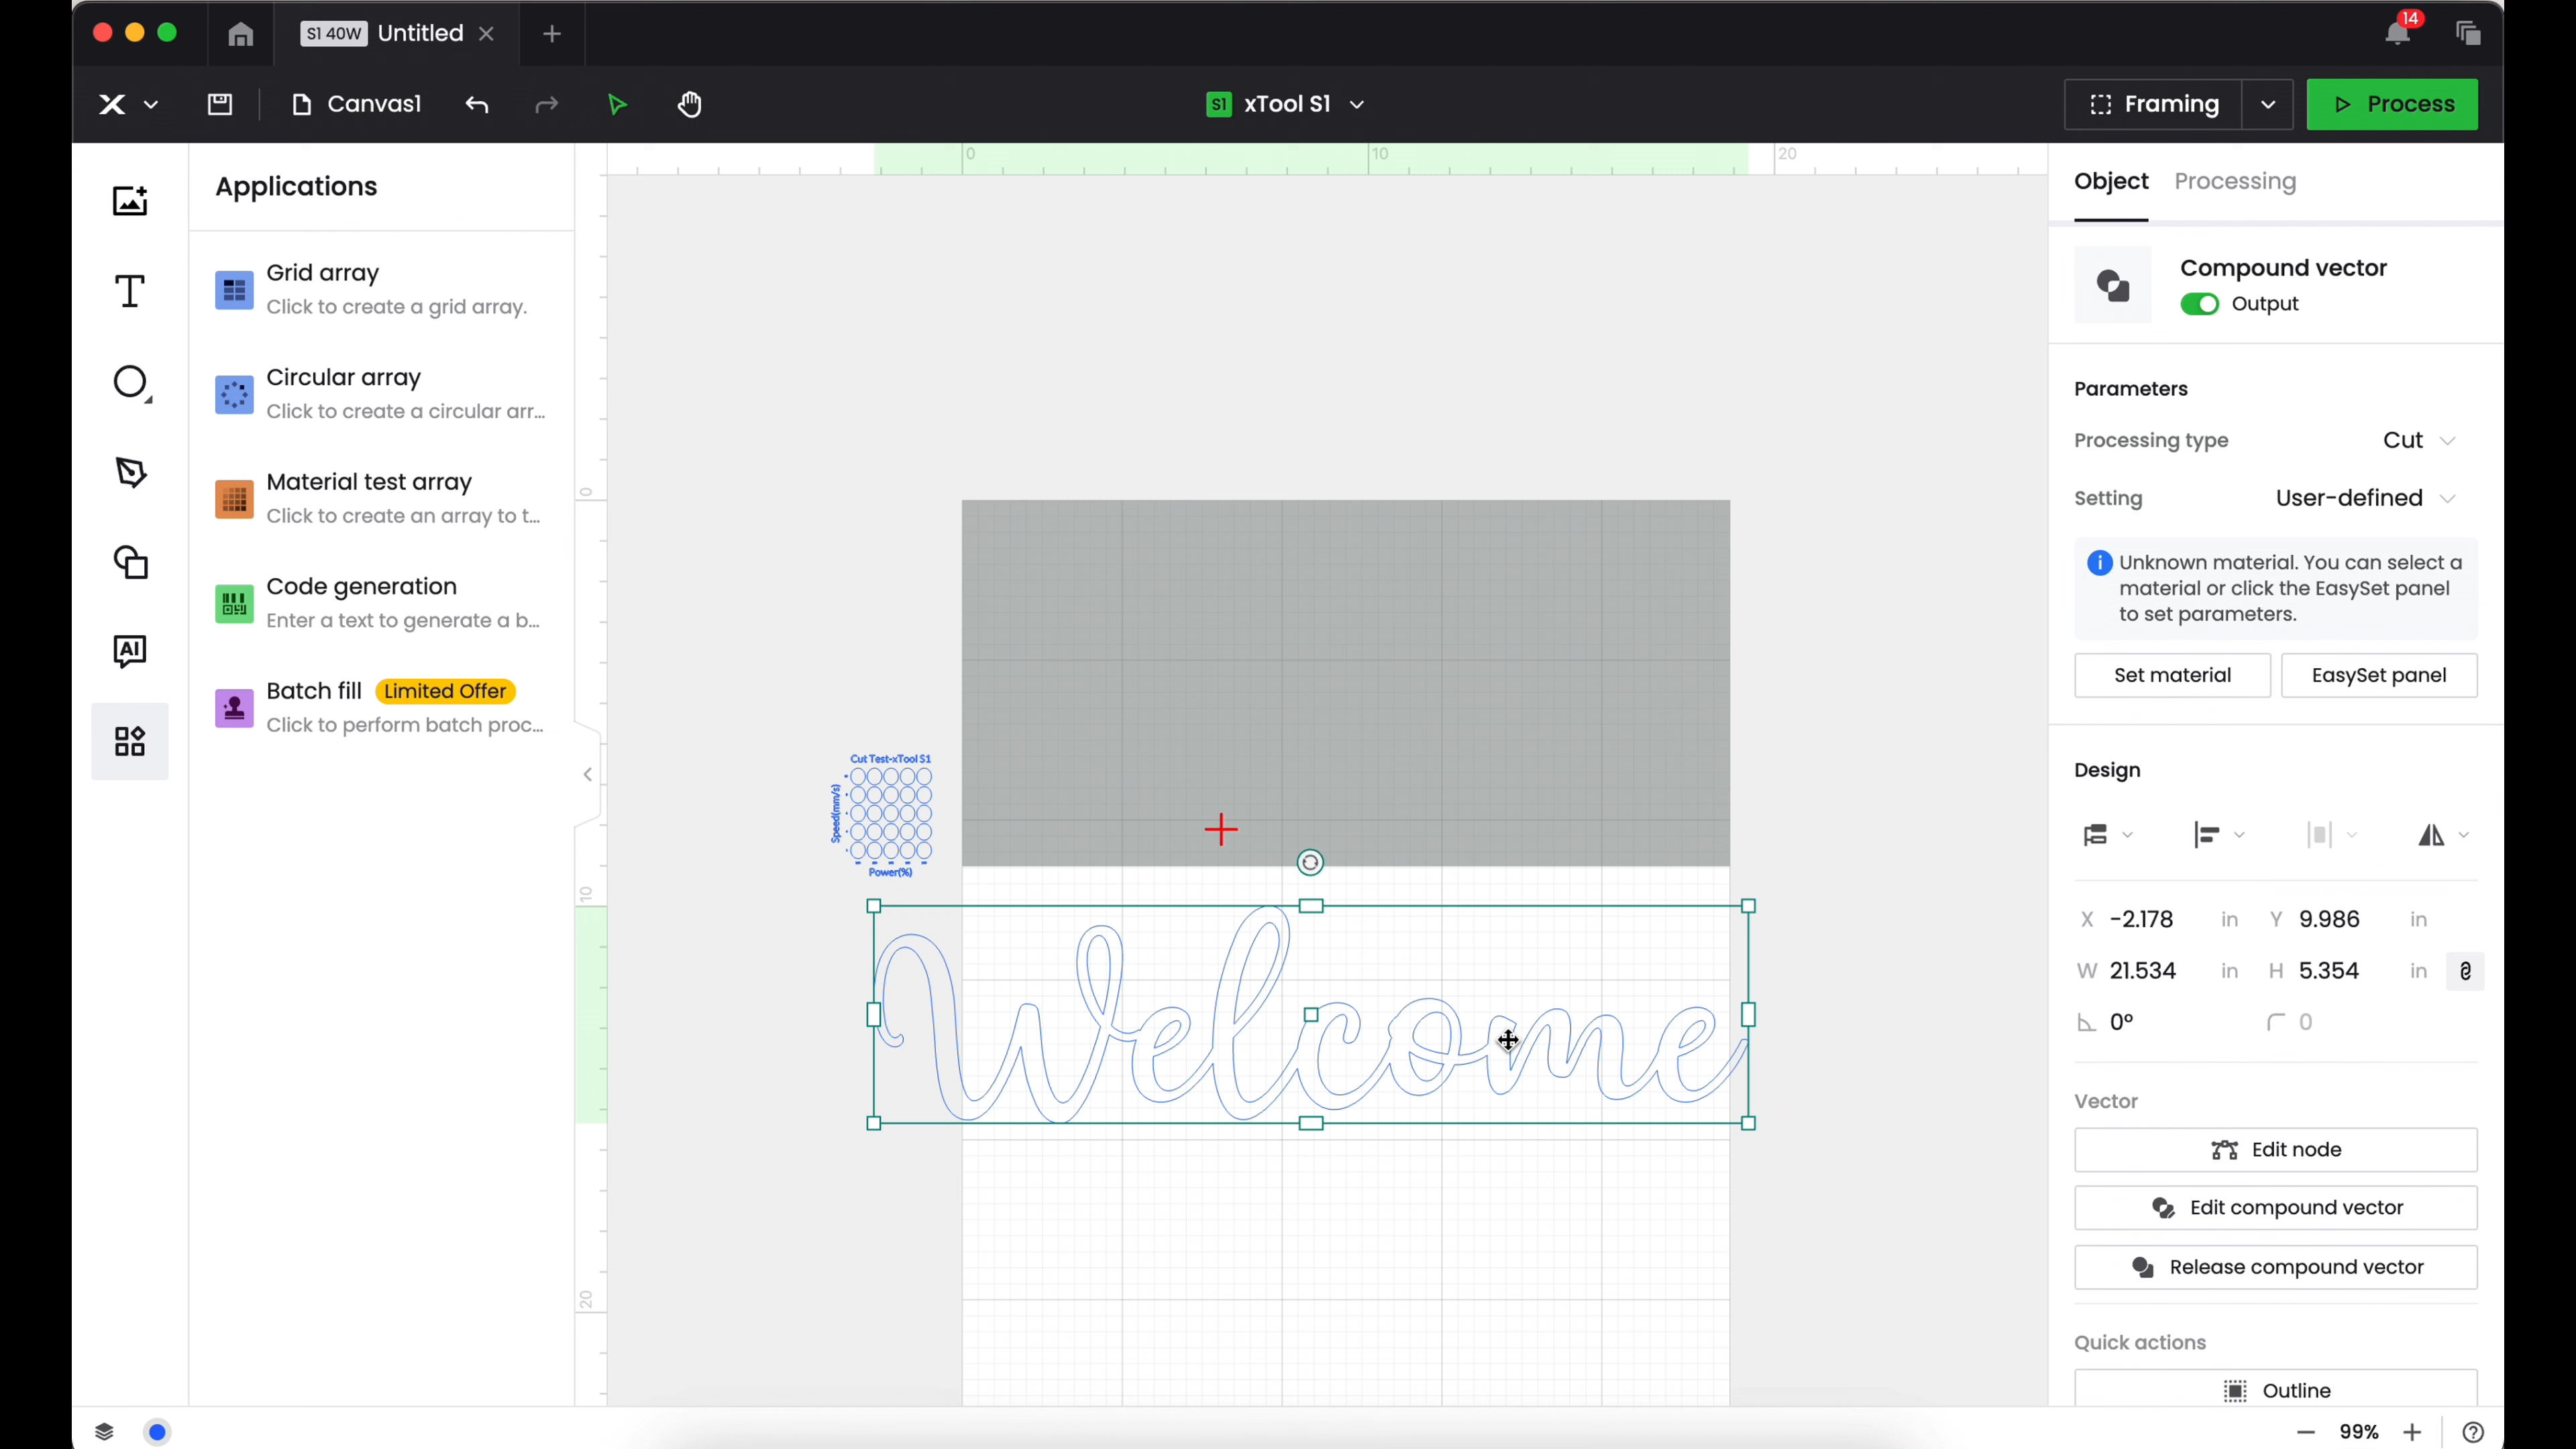 S1 40W Untitled
14
Canvas1
S1 xTool S1
Framing
Process
Applications
Grid array
Click to create a grid array.
Circular array
Click to create a circular arr...
Material test array
Click to create an array to t...
Code generation
Enter a text to generate a b...
Batch fill Limited Offer
Click to perform batch proc...
AI
0 10 20
0
10
20
Cut Test-xTool S1
Speed(mm/s)
Power(%)
Welcome
Object Processing
Compound vector
Output
Parameters
Processing type Cut
Setting User-defined
Unknown material. You can select a
material or click the EasySet panel
to set parameters.
Set material EasySet panel
Design
X -2.178 in Y 9.986 in
W 21.534 in H 5.354 in
0° 0
Vector
Edit node
Edit compound vector
Release compound vector
Quick actions
Outline
99%